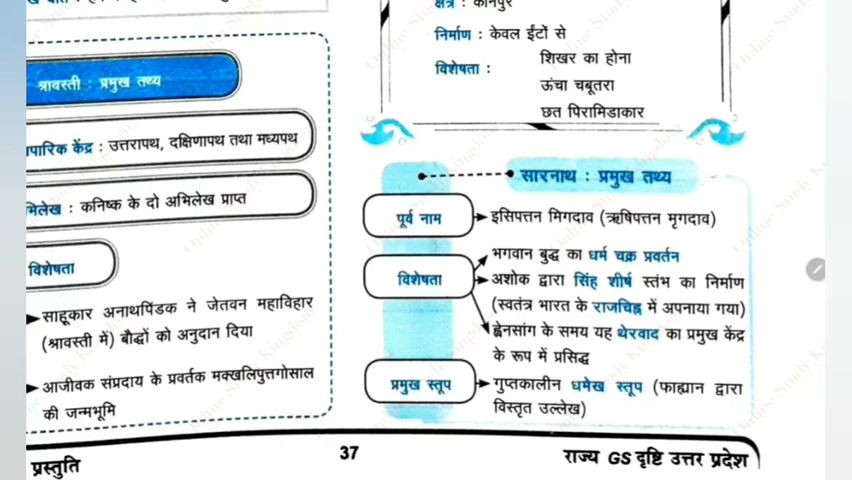 श्रावस्ती : प्रमुख तथ्य
केंद्र : उत्तरापथ, दक्षिणापथ तथा मध्यपथ
कनिष्क के दो अभिलेख प्राप्त
विशेषता
साहूकार अनाथपिंडक ने जेतवन महाविहार
(श्रावस्ती में) बौद्धों को अनुदान दिया
आजीवक संप्रदाय के प्रवर्तक मक्खलिपुत्तगोसाल
की जन्मभूमि
क्षेत्र : कानपुर
निर्माण : केवल ईंटों से
विशेषता : शिखर का होना
ऊंचा चबूतरा
छत पिरामिडाकार
सारनाथ : प्रमुख तथ्य
पूर्व नाम
इसिपत्तन मिगदाव (ऋषिपत्तन मृगदाव)
विशेषता
भगवान बुद्ध का धर्म चक्र प्रवर्तन
अशोक द्वारा सिंह शीर्ष स्तंभ का निर्माण
(स्वतंत्र भारत के राजचिह्न में अपनाया गया)
ह्वेनसांग के समय यह थेरवाद का प्रमुख केंद्र
के रूप में प्रसिद्ध
प्रमुख स्तूप
गुप्तकालीन धमेख स्तूप (फाह्यान द्वारा
विस्तृत उल्लेख)
प्रस्तुति
37
राज्य GS दृष्टि उत्तर प्रदेश